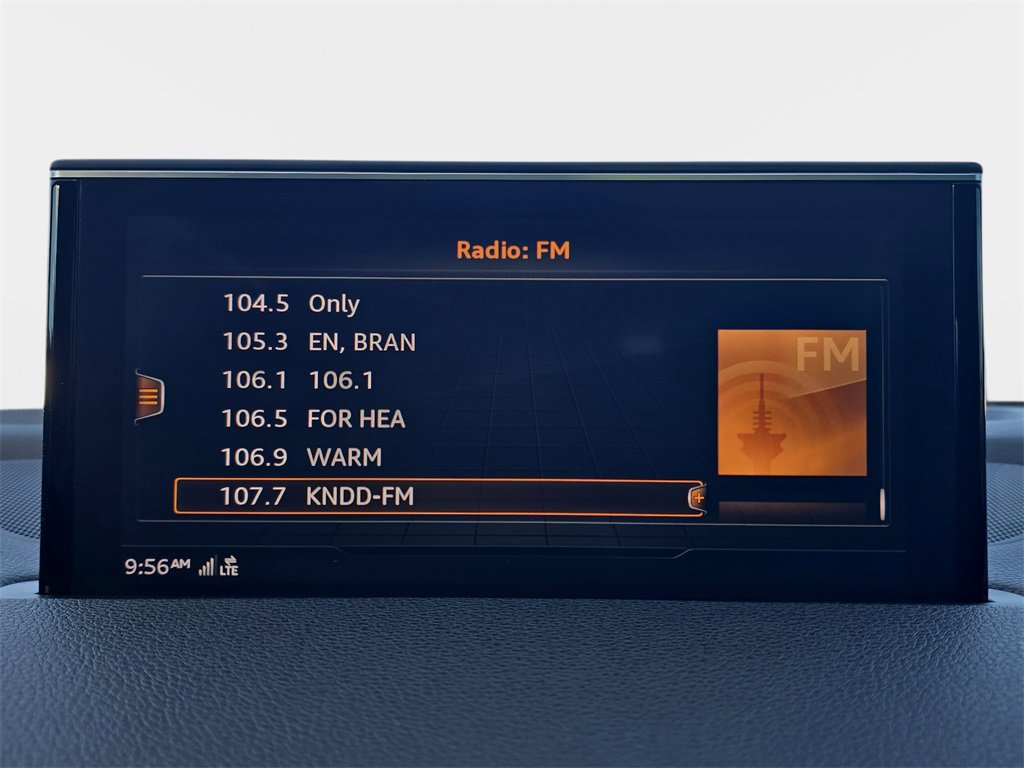 Radio: FM
104.5 Only
105.3 EN, BRAN
106.1 106.1
106.5 FOR HEA
106.9 WARM
107.7 KNDD-FM
FM
9:56AM LTE